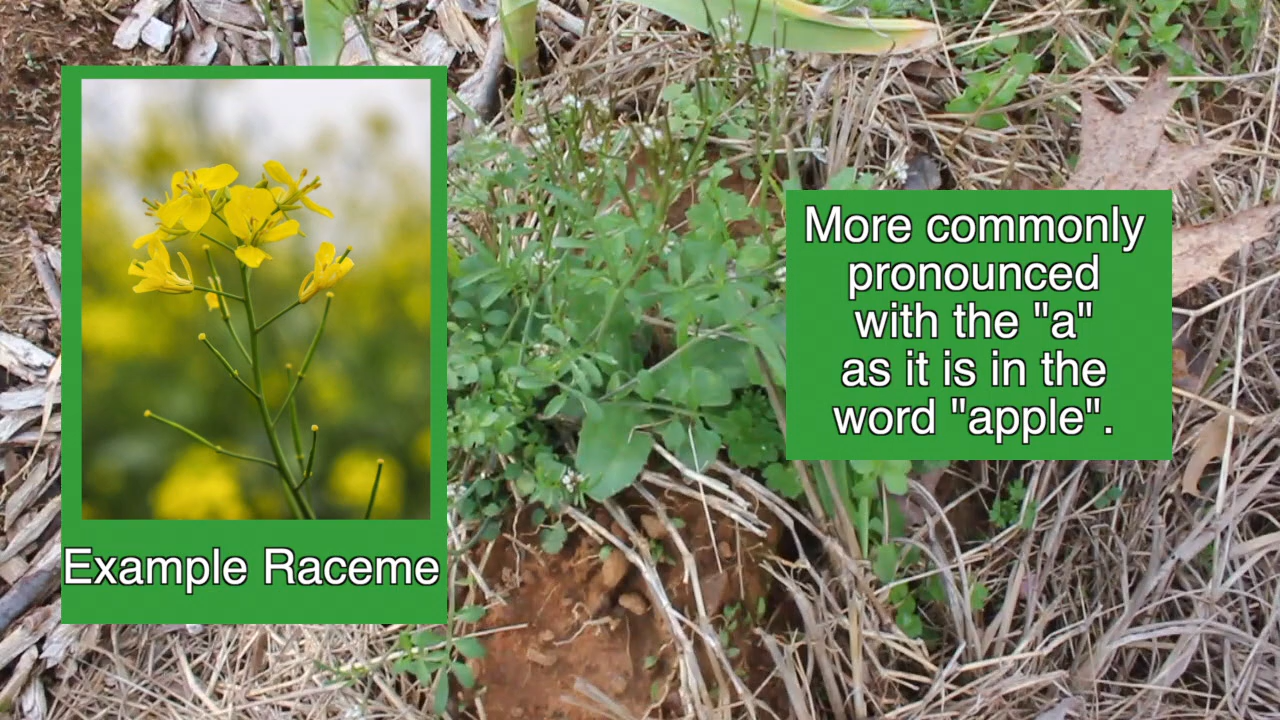 Example Raceme
More commonly
pronounced
with the "a"
as it is in the
word "apple".